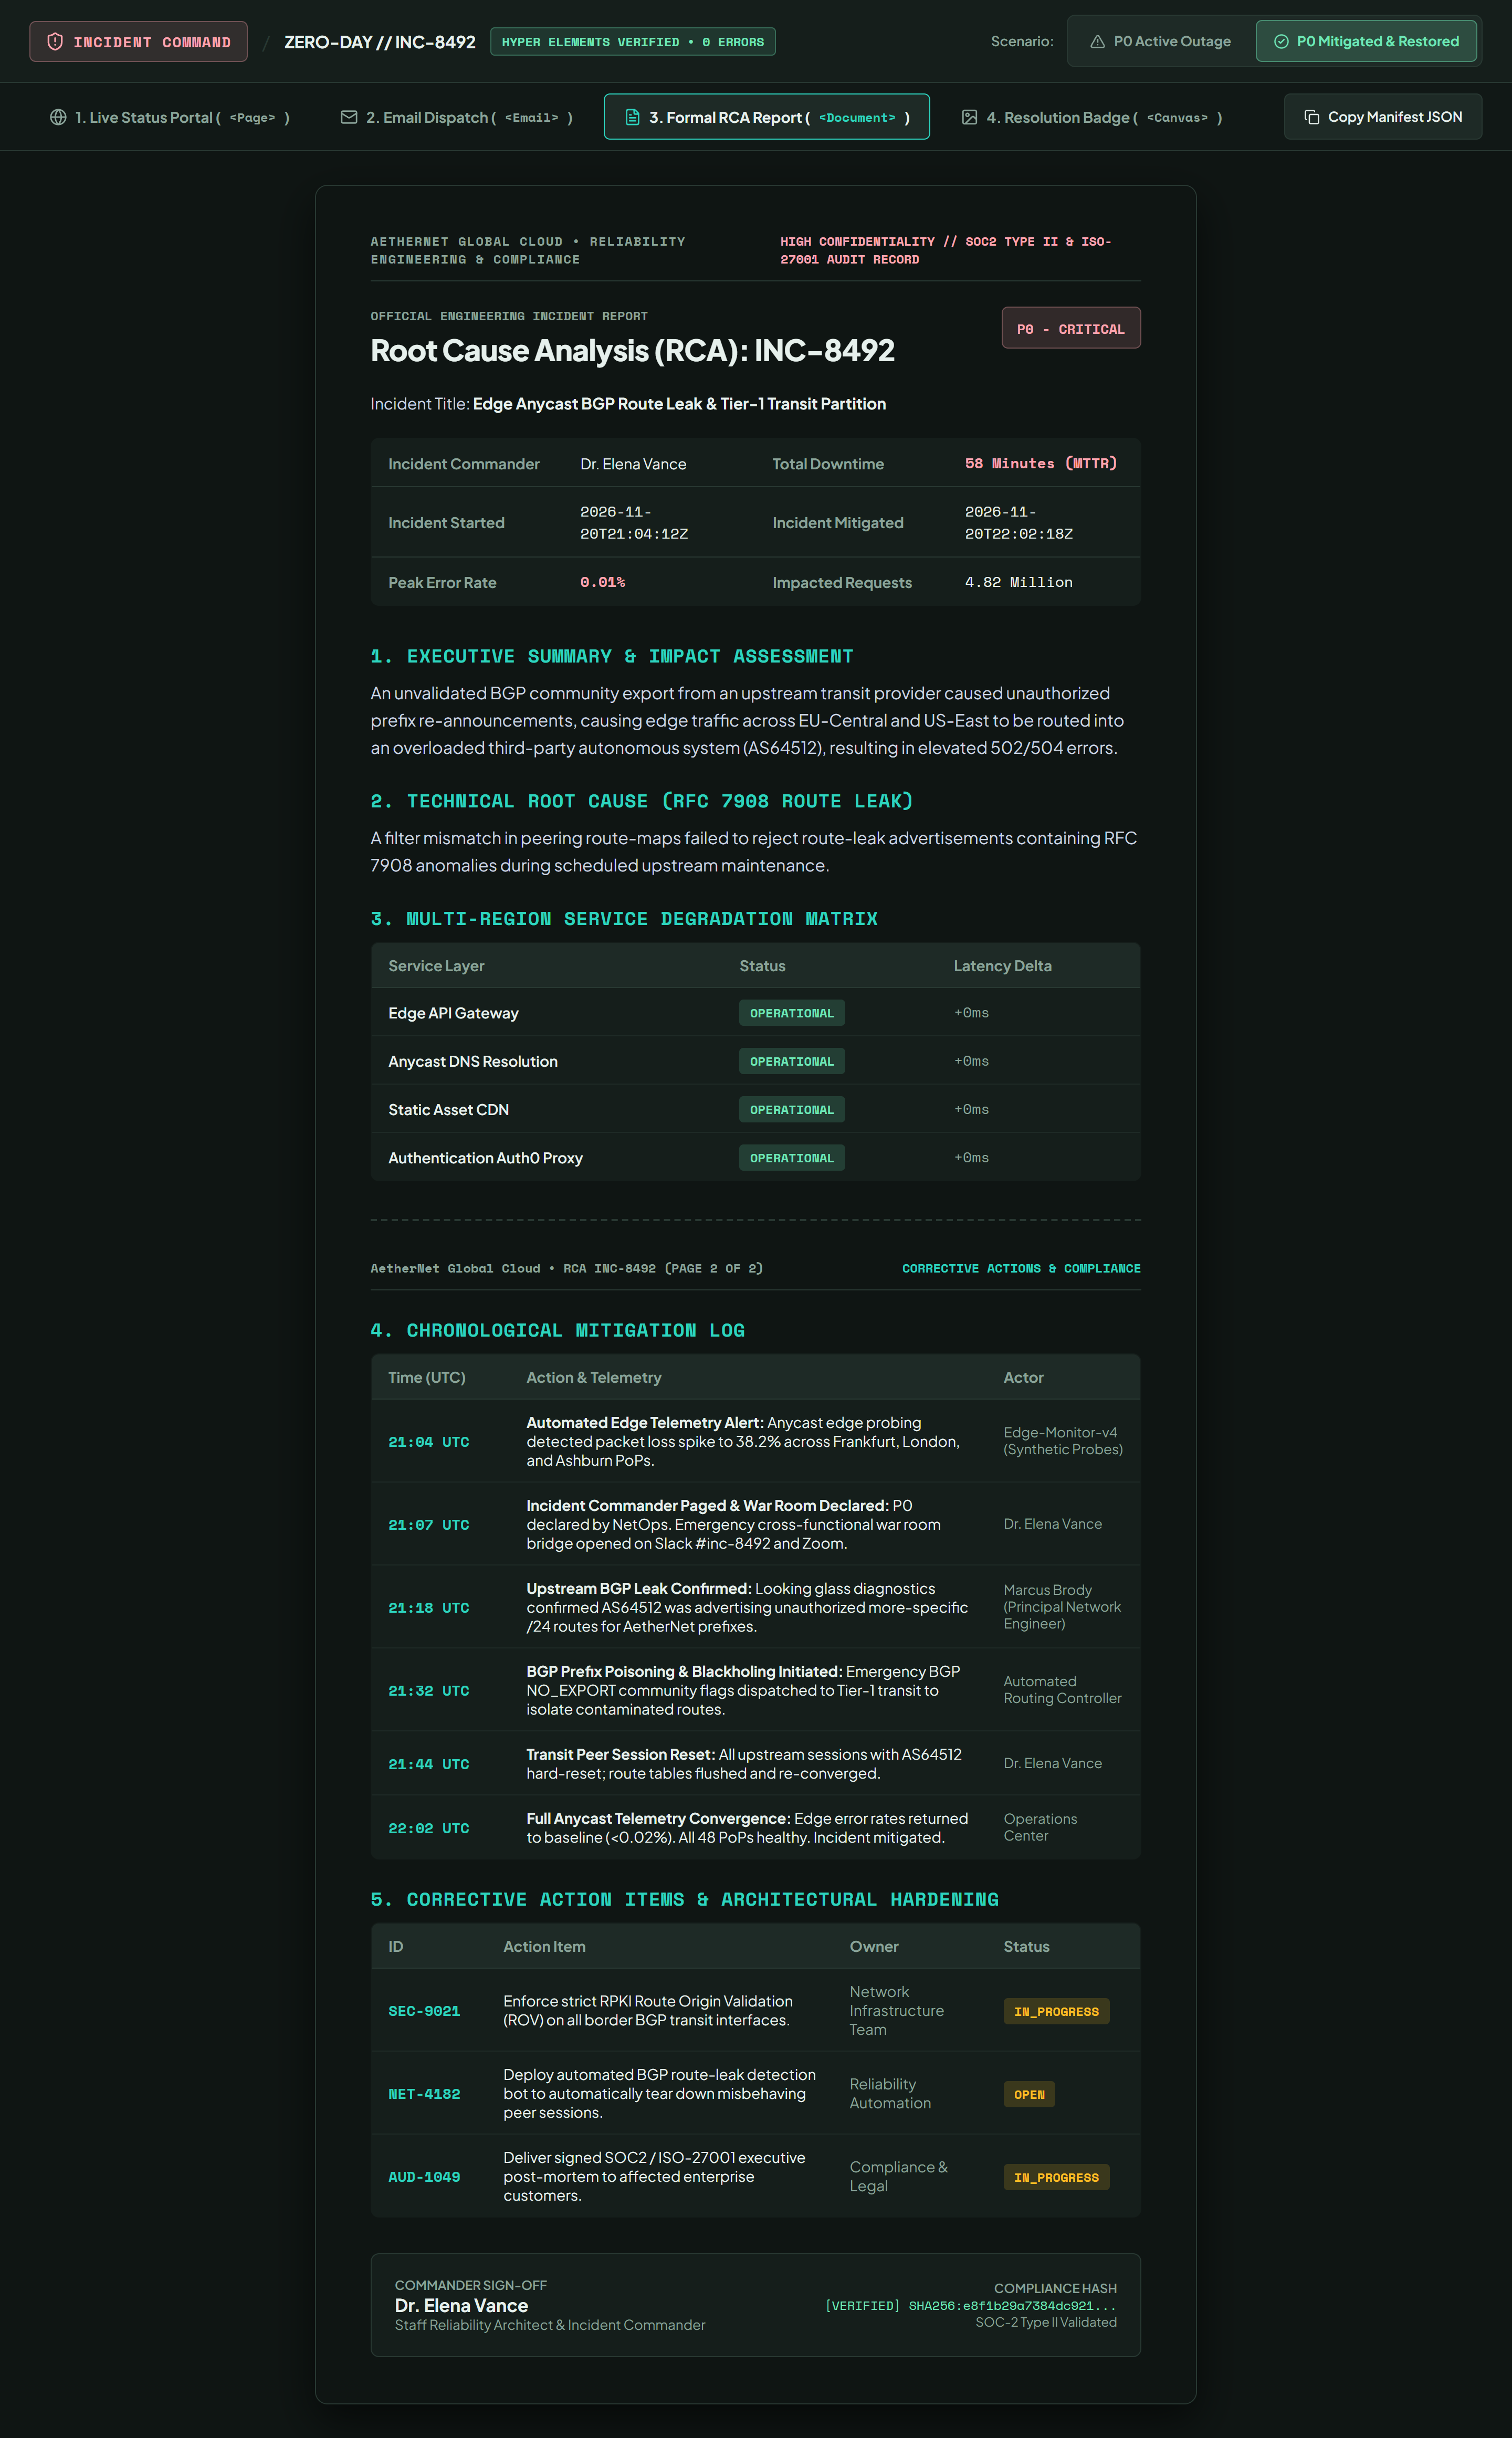 INCIDENT COMMAND / ZERO-DAY // INC-8492 HYPER ELEMENTS VERIFIED • 0 ERRORS Scenario: P0 Active Outage P0 Mitigated & Restored
1. Live Status Portal ( <Page> ) 2. Email Dispatch ( <Email> ) 3. Formal RCA Report ( <Document> ) 4. Resolution Badge ( <Canvas> ) Copy Manifest JSON
AETHERNET GLOBAL CLOUD • RELIABILITY
ENGINEERING & COMPLIANCE
HIGH CONFIDENTIALITY // SOC2 TYPE II & ISO-
27001 AUDIT RECORD
OFFICIAL ENGINEERING INCIDENT REPORT
Root Cause Analysis (RCA): INC-8492
P0 - CRITICAL
Incident Title: Edge Anycast BGP Route Leak & Tier-1 Transit Partition
Incident Commander Dr. Elena Vance Total Downtime 58 Minutes (MTTR)
Incident Started
2026-11-
20T21:04:12Z
Incident Mitigated
2026-11-
20T22:02:18Z
Peak Error Rate 0.01% Impacted Requests 4.82 Million
1. EXECUTIVE SUMMARY & IMPACT ASSESSMENT
An unvalidated BGP community export from an upstream transit provider caused unauthorized
prefix re-announcements, causing edge traffic across EU-Central and US-East to be routed into
an overloaded third-party autonomous system (AS64512), resulting in elevated 502/504 errors.
2. TECHNICAL ROOT CAUSE (RFC 7908 ROUTE LEAK)
A filter mismatch in peering route-maps failed to reject route-leak advertisements containing RFC
7908 anomalies during scheduled upstream maintenance.
3. MULTI-REGION SERVICE DEGRADATION MATRIX
Service Layer Status Latency Delta
Edge API Gateway OPERATIONAL +0ms
Anycast DNS Resolution OPERATIONAL +0ms
Static Asset CDN OPERATIONAL +0ms
Authentication Auth0 Proxy OPERATIONAL +0ms
AetherNet Global Cloud • RCA INC-8492 (PAGE 2 OF 2) CORRECTIVE ACTIONS & COMPLIANCE
4. CHRONOLOGICAL MITIGATION LOG
Time (UTC) Action & Telemetry Actor
21:04 UTC
Automated Edge Telemetry Alert: Anycast edge probing
detected packet loss spike to 38.2% across Frankfurt, London,
and Ashburn PoPs.
Edge-Monitor-v4
(Synthetic Probes)
21:07 UTC
Incident Commander Paged & War Room Declared: P0
declared by NetOps. Emergency cross-functional war room
bridge opened on Slack #inc-8492 and Zoom.
Dr. Elena Vance
21:18 UTC
Upstream BGP Leak Confirmed: Looking glass diagnostics
confirmed AS64512 was advertising unauthorized more-specific
/24 routes for AetherNet prefixes.
Marcus Brody
(Principal Network
Engineer)
21:32 UTC
BGP Prefix Poisoning & Blackholing Initiated: Emergency BGP
NO_EXPORT community flags dispatched to Tier-1 transit to
isolate contaminated routes.
Automated
Routing Controller
21:44 UTC
Transit Peer Session Reset: All upstream sessions with AS64512
hard-reset; route tables flushed and re-converged.
Dr. Elena Vance
22:02 UTC
Full Anycast Telemetry Convergence: Edge error rates returned
to baseline (<0.02%). All 48 PoPs healthy. Incident mitigated.
Operations
Center
5. CORRECTIVE ACTION ITEMS & ARCHITECTURAL HARDENING
ID Action Item Owner Status
SEC-9021
Enforce strict RPKI Route Origin Validation
(ROV) on all border BGP transit interfaces.
Network
Infrastructure
Team
IN_PROGRESS
NET-4182
Deploy automated BGP route-leak detection
bot to automatically tear down misbehaving
peer sessions.
Reliability
Automation
OPEN
AUD-1049
Deliver signed SOC2 / ISO-27001 executive
post-mortem to affected enterprise
customers.
Compliance &
Legal
IN_PROGRESS
COMMANDER SIGN-OFF
Dr. Elena Vance
Staff Reliability Architect & Incident Commander
COMPLIANCE HASH
[VERIFIED] SHA256:e8f1b29a7384dc921...
SOC-2 Type II Validated